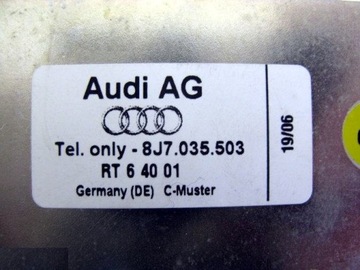 Audi AG
Tel. only - 8J7.035.503
RT 6 40 01
Germany (DE) C-Muster
19/06